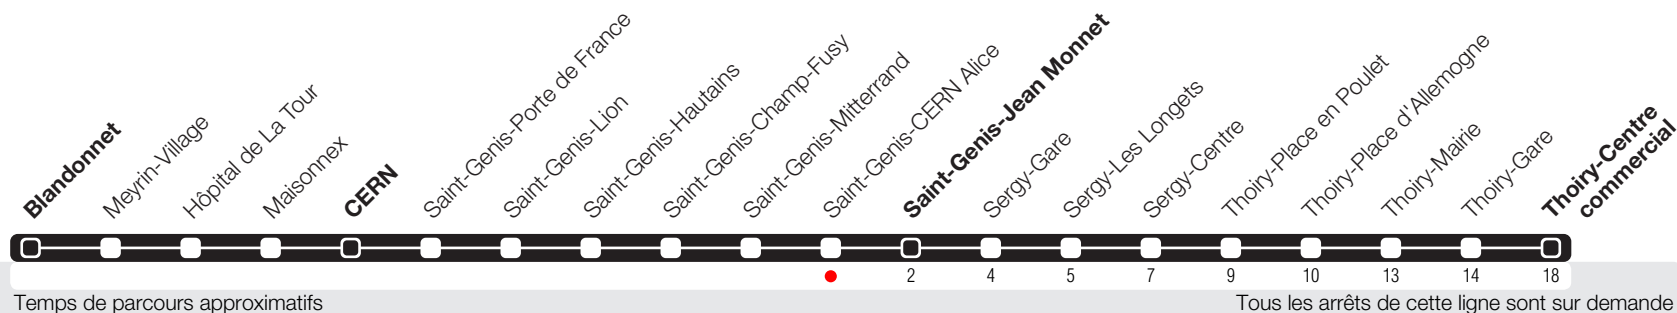 Blandonnet
Meyrin-Village
Hôpital de La Tour
Maisonnex
CERN
Saint-Genis-Porte de France
Saint-Genis-Lion
Saint-Genis-Hautains
Saint-Genis-Champ-Fusy
Saint-Genis-Mitterrand
Saint-Genis-CERN Alice
Saint-Genis-Jean Monnet
Sergy-Gare
Sergy-Les Longets
Sergy-Centre
Thoiry-Place en Poulet
Thoiry-Place d'Allemogne
Thoiry-Mairie
Thoiry-Gare
Thoiry-Centre
commercial
2 4 5 7 9 10 13 14 18
Temps de parcours approximatifs
Tous les arrêts de cette ligne sont sur demande